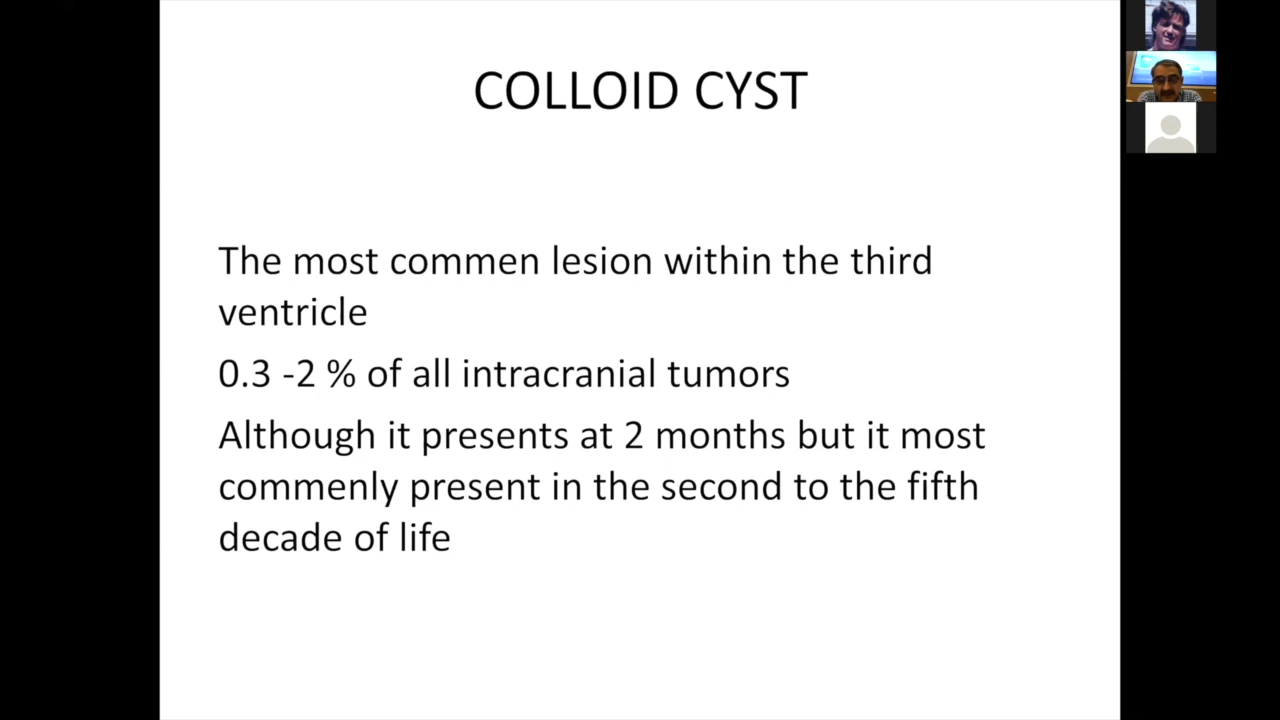 COLLOID CYST
The most commen lesion within the third
ventricle
0.3 -2 % of all intracranial tumors
Although it presents at 2 months but it most
commenly present in the second to the fifth
decade of life